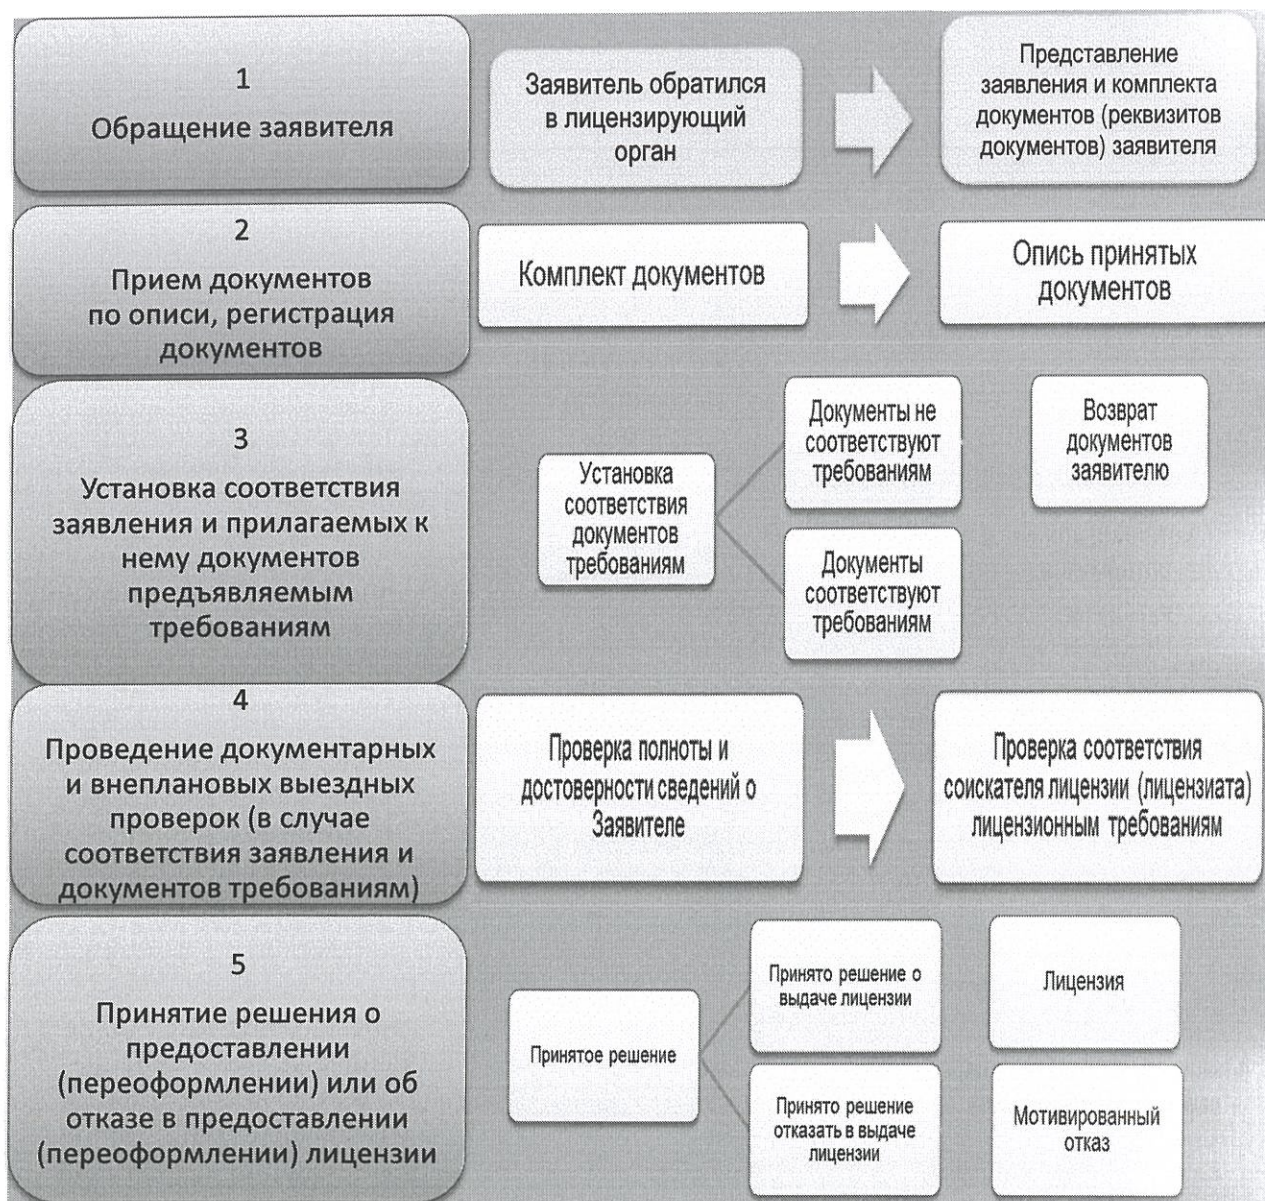 1
Обращение заявителя
Заявитель обратился
в лицензирующий
орган
Представление
заявления и комплекта
документов (реквизитов
документов) заявителя
2
Прием документов
по описи, регистрация
документов
Комплект документов
Опись принятых
документов
3
Установка соответствия
заявления и прилагаемых к
нему документов
предъявляемым
требованиям
Установка
соответствия
документов
требованиям
Документы не
соответствуют
требованиям
Возврат
документов
заявителю
Документы
соответствуют
требованиям
4
Проведение документарных
и внеплановых выездных
проверок (в случае
соответствия заявления и
документов требованиям)
Проверка полноты и
достоверности сведений о
Заявителе
Проверка соответствия
соискателя лицензии (лицензиата)
лицензионным требованиям
5
Принятие решения о
предоставлении
(переоформлении) или об
отказе в предоставлении
(переоформлении) лицензии
Принятое решение
Принято решение о
выдаче лицензии
Лицензия
Принято решение
отказать в выдаче
лицензии
Мотивированный
отказ